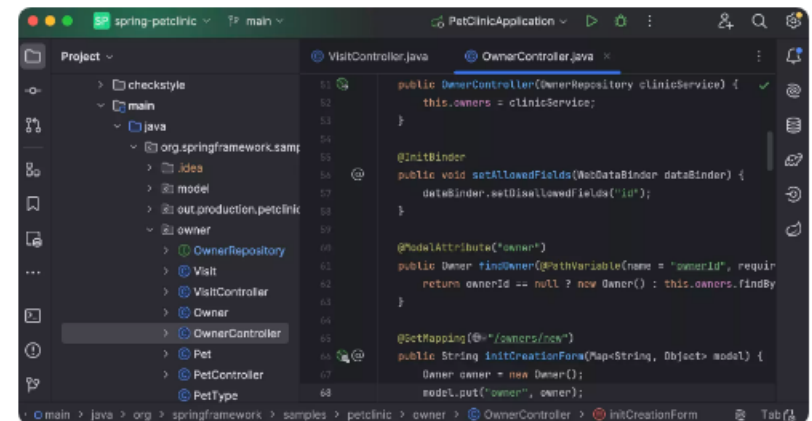 SP spring-petclinic main PetClinicApplication
Project
checkstyle
main
java
org.springframework.samp
.idea
model
out.production.petclinic
owner
OwnerRepository
Visit
VisitController
Owner
OwnerController
Pet
PetController
PetType
VisitController.java OwnerController.java
51 public OwnerController(OwnerRepository clinicService) {
52 this.owners = clinicService;
53 }
54
55 @InitBinder
56 public void setAllowedFields(WebDataBinder dataBinder) {
57 dataBinder.setDisallowedFields("id");
58 }
59
60 @ModelAttribute("owner")
61 public Owner findOwner(@PathVariable(name = "ownerId", requir
62 return ownerId == null ? new Owner() : this.owners.findBy
63 }
64
65 @GetMapping("/owners/new")
66 public String initCreationForm(Map<String, Object> model) {
67 Owner owner = new Owner();
68 model.put("owner", owner);
main > java > org > springframework > samples > petclinic > owner > OwnerController > initCreationForm Tab